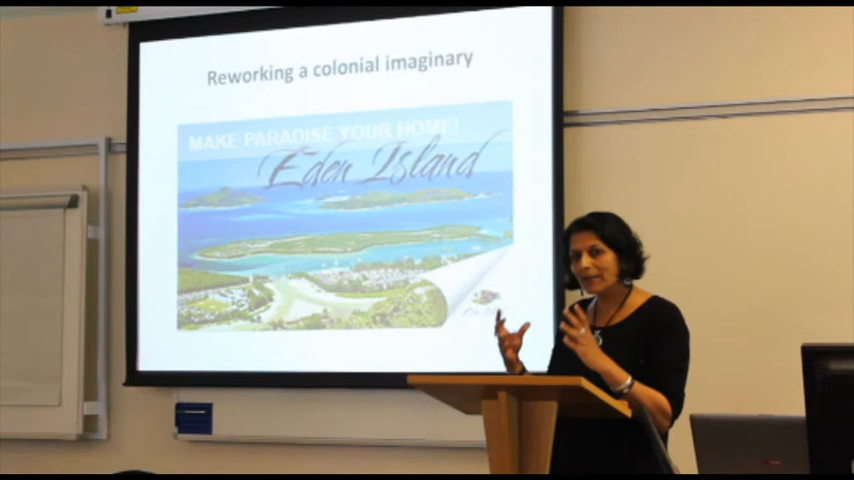 Reworking a colonial imaginary
MAKE PARADISE YOUR HOME!
Eden Island